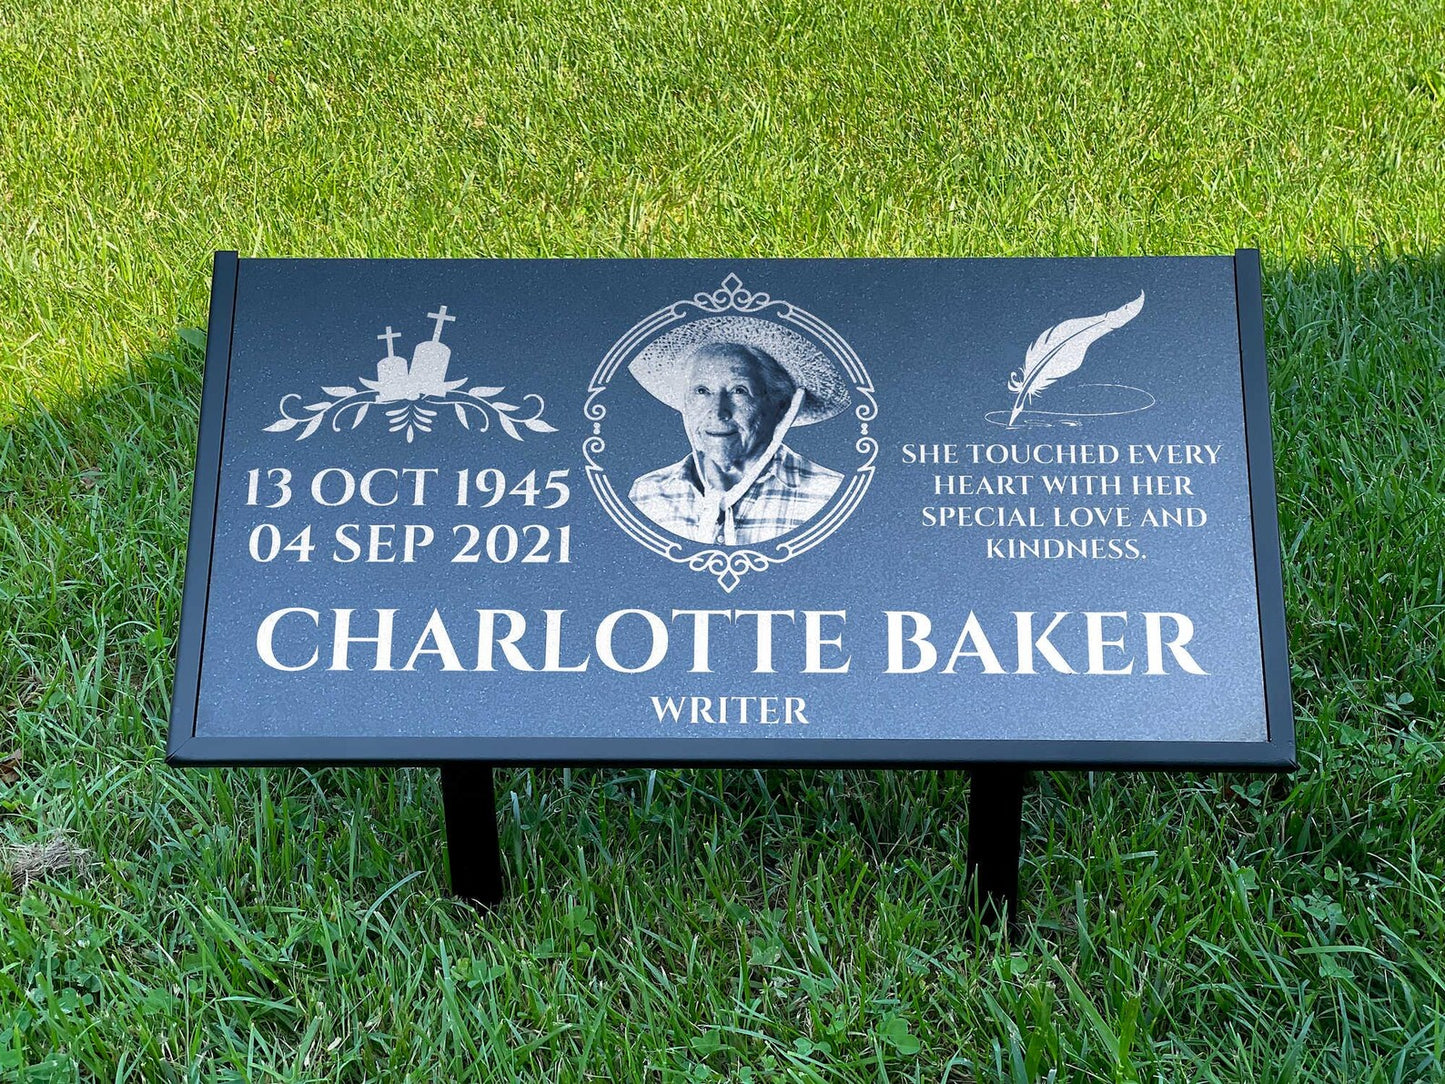 13 OCT 1945
04 SEP 2021
SHE TOUCHED EVERY
HEART WITH HER
SPECIAL LOVE AND
KINDNESS.
CHARLOTTE BAKER
WRITER